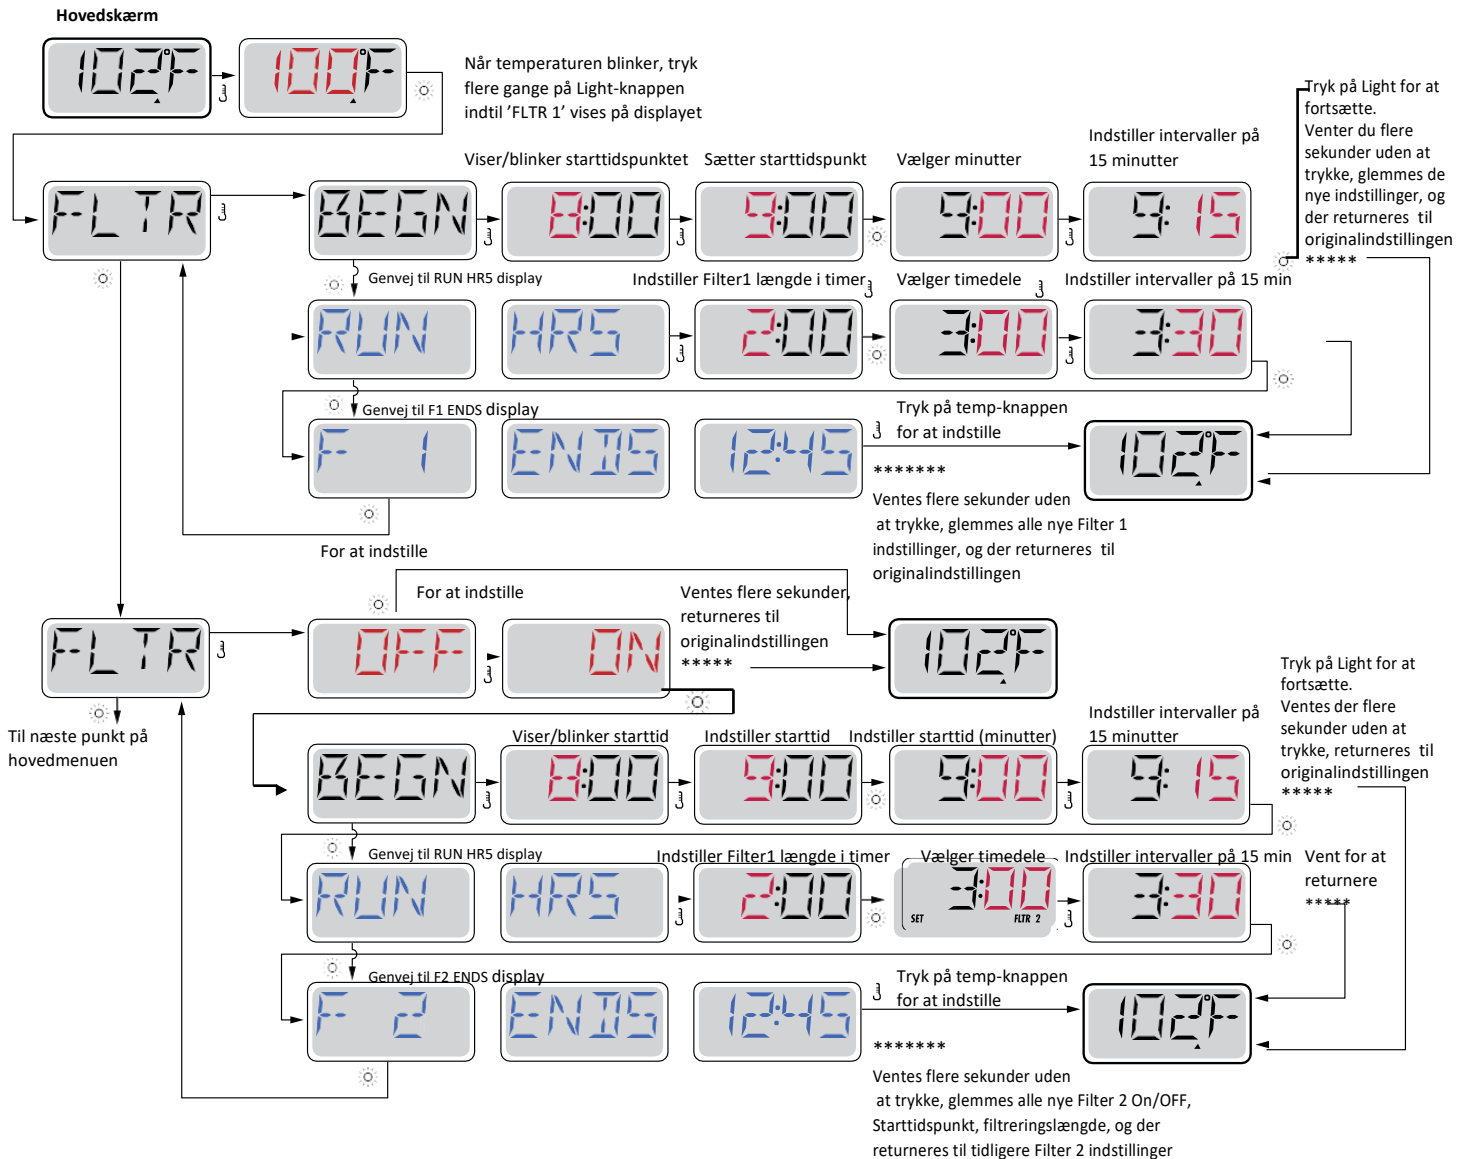 Hovedskærm
102°F
100°F
Når temperaturen blinker, tryk
flere gange på Light-knappen
indtil ’FLTR 1’ vises på displayet
Tryk på Light for at
fortsætte.
Venter du flere
sekunder uden at
trykke, glemmes de
nye indstillinger, og
der returneres til
originalindstillingen
*****
Viser/blinker starttidspunktet
Sætter starttidspunkt
Vælger minutter
Indstiller intervaller på
15 minutter
FLTR
BEGN
8:00
9:00
9:00
9:15
Genvej til RUN HR5 display
Indstiller Filter1 længde i timer
Vælger timedele
Indstiller intervaller på 15 min
RUN
HRS
2:00
3:00
3:30
Genvej til F1 ENDS display
Tryk på temp-knappen
for at indstille
F 1
ENDS
12:45
102°F
*******
Ventes flere sekunder uden
at trykke, glemmes alle nye Filter 1
indstillinger, og der returneres til
originalindstillingen
For at indstille
For at indstille
Ventes flere sekunder,
returneres til
originalindstillingen
*****
FLTR
OFF
ON
102°F
Til næste punkt på
hovedmenuen
Tryk på Light for at
fortsætte.
Ventes der flere
sekunder uden at
trykke, returneres til
originalindstillingen
*****
Viser/blinker starttid
Indstiller starttid
Indstiller starttid (minutter)
Indstiller intervaller på
15 minutter
BEGN
8:00
9:00
9:00
9:15
Genvej til RUN HR5 display
Indstiller Filter1 længde i timer
Vælger timedele
Indstiller intervaller på 15 min
Vent for at
returnere
*****
RUN
HRS
2:00
3:00
SET FLTR 2
3:30
Genvej til F2 ENDS display
Tryk på temp-knappen
for at indstille
F 2
ENDS
12:45
102°F
*******
Ventes flere sekunder uden
at trykke, glemmes alle nye Filter 2 On/OFF,
Starttidspunkt, filtreringslængde, og der
returneres til tidligere Filter 2 indstillinger